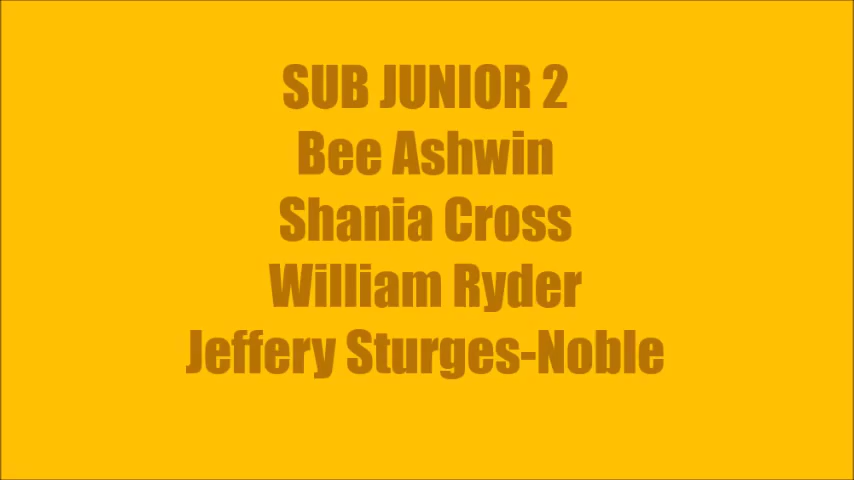 SUB JUNIOR 2
Bee Ashwin
Shania Cross
William Ryder
Jeffery Sturges-Noble